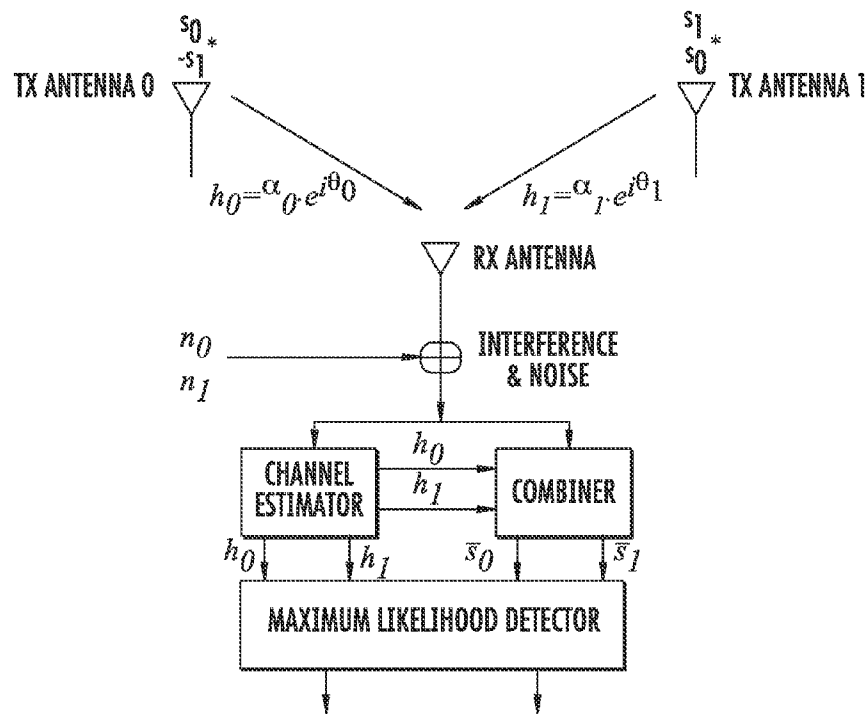 s0
-s1*
TX ANTENNA 0
s1
s0*
TX ANTENNA 1
h0=α0·e^iθ0
h1=α1·e^iθ1
RX ANTENNA
n0
n1
INTERFERENCE
& NOISE
CHANNEL
ESTIMATOR
h0
h1
COMBINER
h0
h1
s̅0
s̅1
MAXIMUM LIKELIHOOD DETECTOR